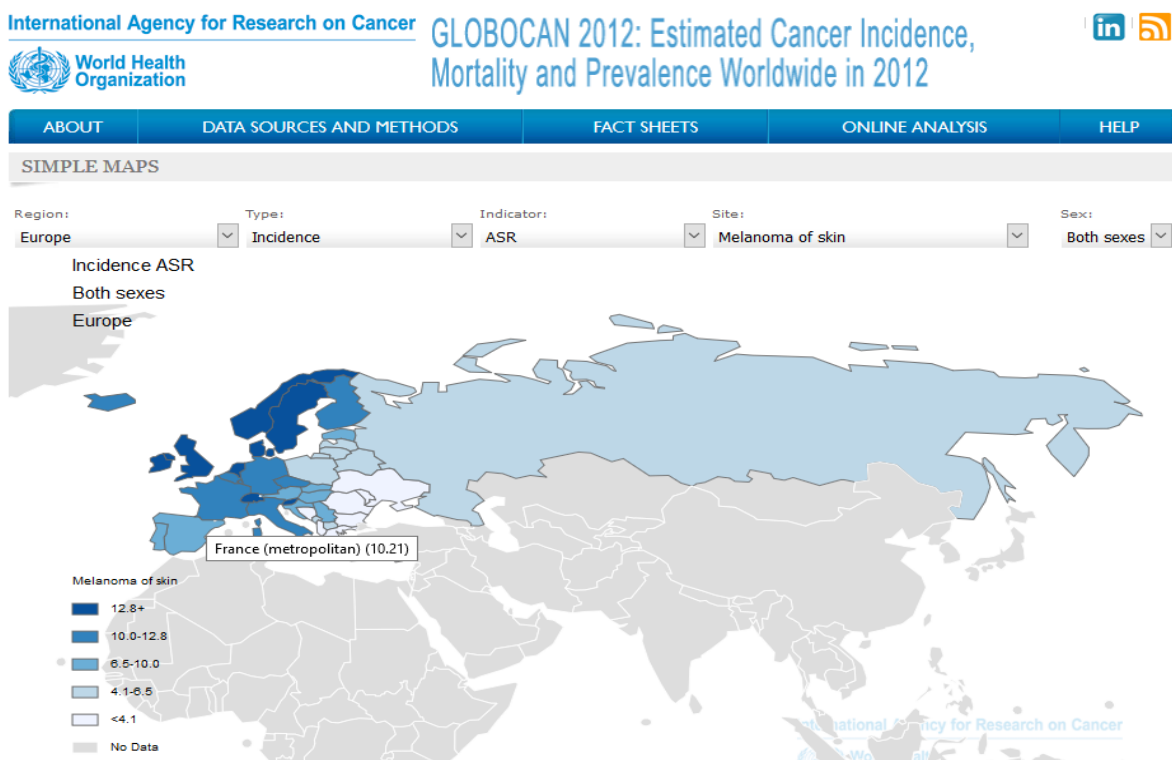 International Agency for Research on Cancer
World Health
Organization
GLOBOCAN 2012: Estimated Cancer Incidence,
Mortality and Prevalence Worldwide in 2012
in
ABOUT DATA SOURCES AND METHODS FACT SHEETS ONLINE ANALYSIS HELP
SIMPLE MAPS
Region: Type: Indicator: Site: Sex:
Europe Incidence ASR Melanoma of skin Both sexes
Incidence ASR
Both sexes
Europe
France (metropolitan) (10.21)
Melanoma of skin
12.8+
10.0-12.8
6.5-10.0
4.1-6.5
<4.1
No Data
for Research on Cancer